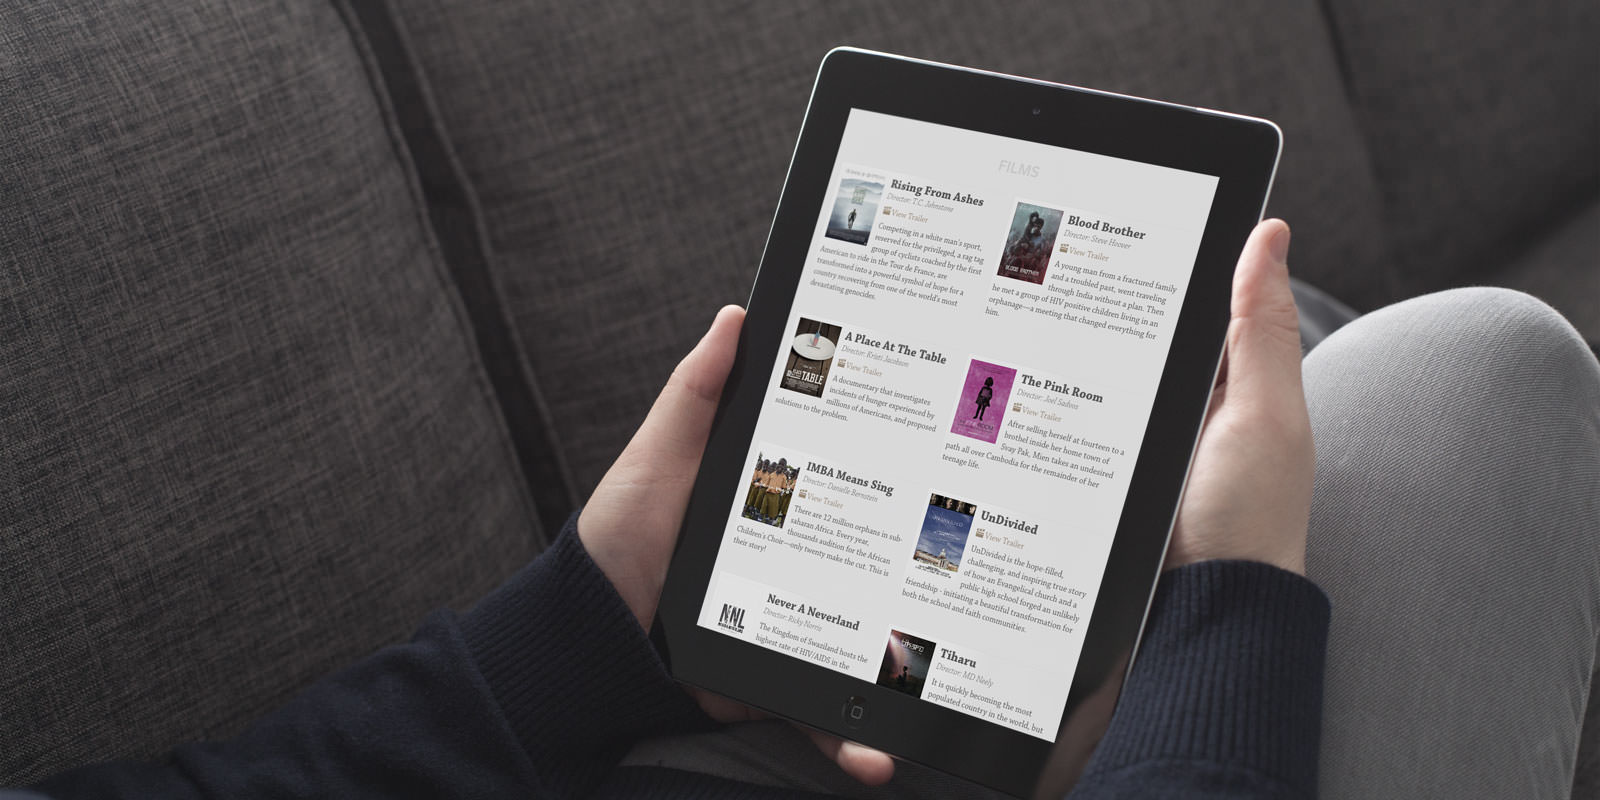 FILMS
Rising From Ashes
Director: T.C. Johnstone
View Trailer
Competing in a white man's sport,
reserved for the privileged, a rag tag
group of cyclists coached by the first
American to ride in the Tour de France, are
transformed into a powerful symbol of hope for a
country recovering from one of the world's most
devastating genocides.
Blood Brother
Director: Steve Hoover
View Trailer
A young man from a fractured family
and a troubled past, went traveling
through India without a plan. Then
he met a group of HIV positive children living in an
orphanage—a meeting that changed everything for
him.
BLOOD BROTHER
A Place At The Table
Director: Kristi Jacobson
View Trailer
A documentary that investigates
incidents of hunger experienced by
millions of Americans, and proposed
solutions to the problem.
TABLE
The Pink Room
Director: Joel Sadvos
View Trailer
After selling herself at fourteen to a
brothel inside her home town of
Svay Pak, Mien takes an undesired
path all over Cambodia for the remainder of her
teenage life.
ROOM
IMBA Means Sing
Director: Danielle Bernstein
View Trailer
There are 12 million orphans in sub-
saharan Africa. Every year,
thousands audition for the African
Children's Choir—only twenty make the cut. This is
their story!
UnDivided
View Trailer
UnDivided is the hope-filled,
challenging, and inspiring true story
of how an Evangelical church and a
public high school forged an unlikely
friendship - initiating a beautiful transformation for
both the school and faith communities.
UNDIVIDED
Never A Neverland
Director: Ricky Norris
The Kingdom of Swaziland hosts the
highest rate of HIV/AIDS in the
NNL
Tiharu
Director: MD Neely
It is quickly becoming the most
populated country in the world, but